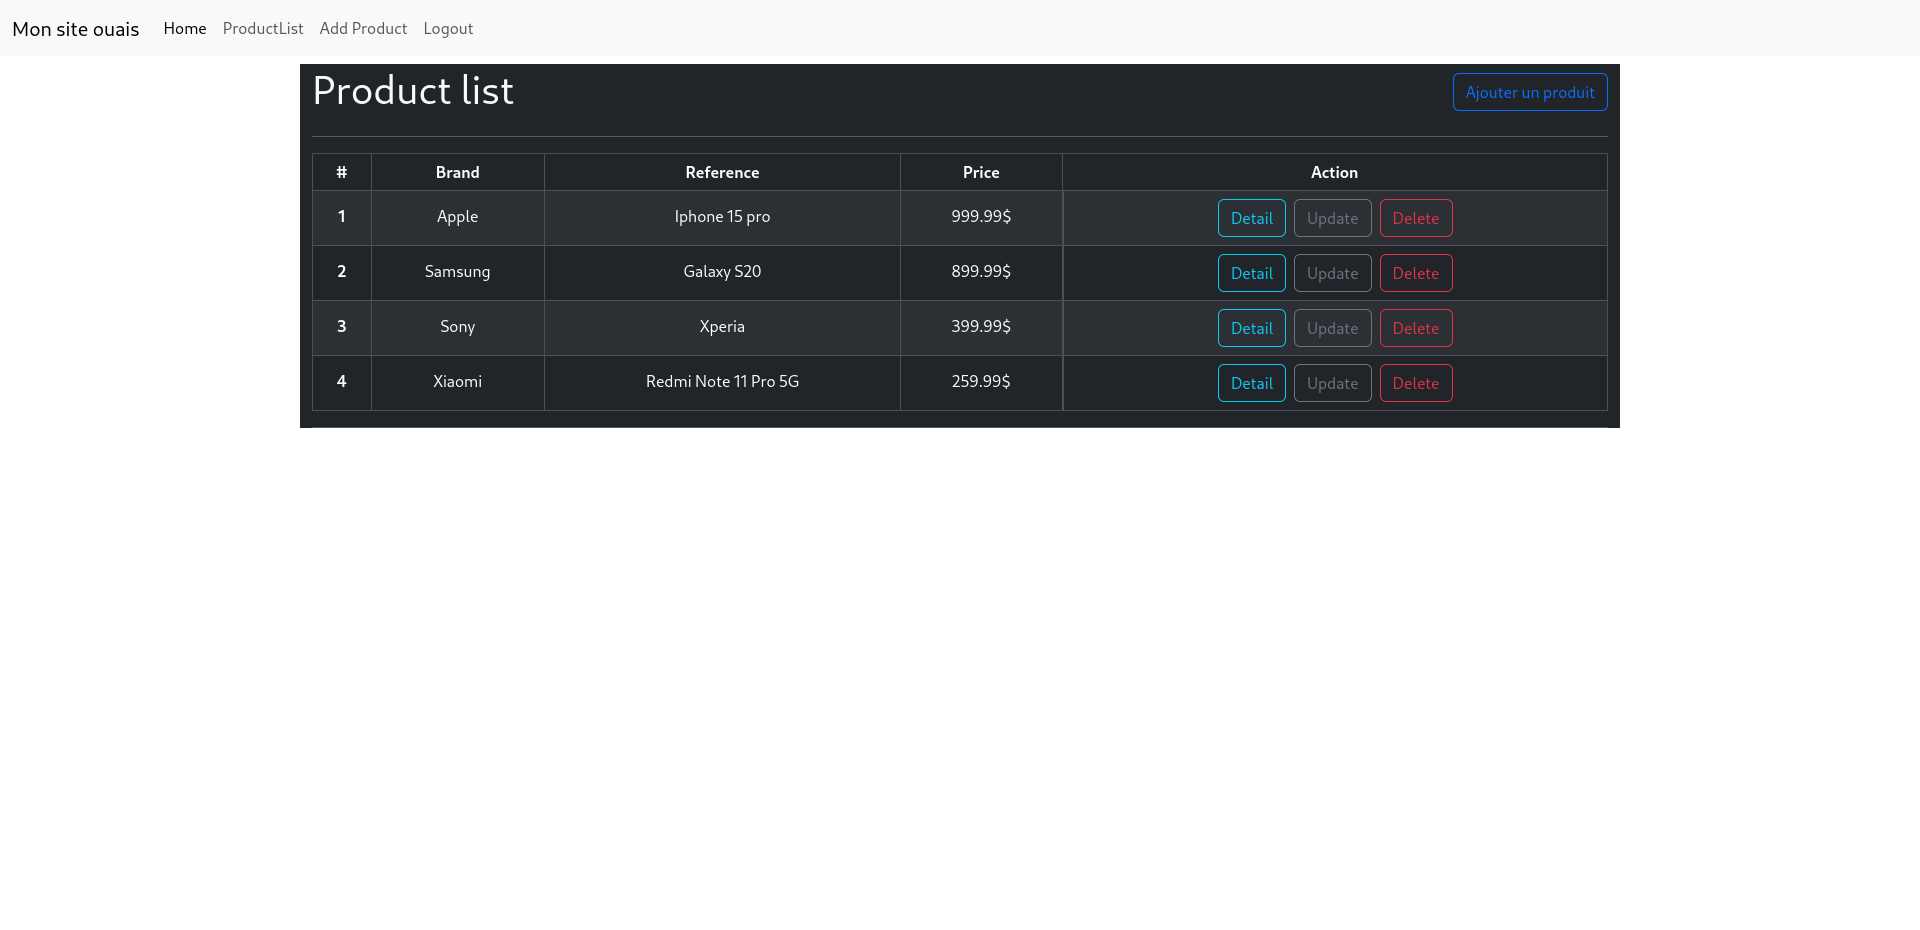 Mon site ouais Home ProductList Add Product Logout
Product list Ajouter un produit
# Brand Reference Price Action
1 Apple Iphone 15 pro 999.99$ Detail Update Delete
2 Samsung Galaxy S20 899.99$ Detail Update Delete
3 Sony Xperia 399.99$ Detail Update Delete
4 Xiaomi Redmi Note 11 Pro 5G 259.99$ Detail Update Delete